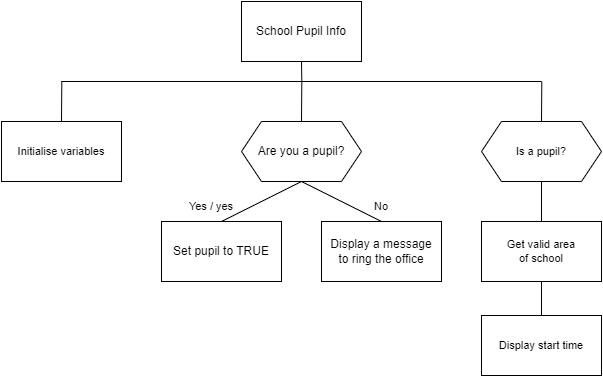 School Pupil Info
Initialise variables
Are you a pupil?
Is a pupil?
Yes / yes
No
Set pupil to TRUE
Display a message
to ring the office
Get valid area
of school
Display start time